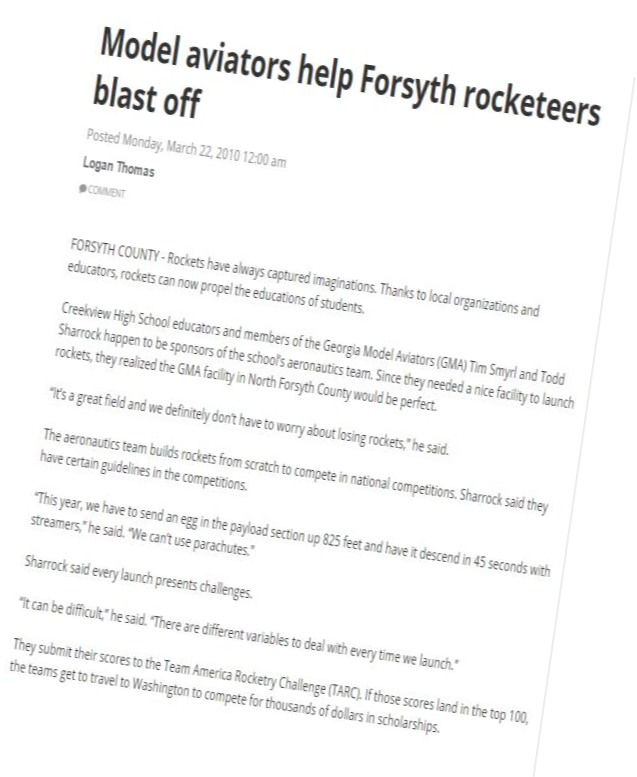 Model aviators help Forsyth rocketeers
blast off
Posted Monday, March 22, 2010 12:00 am
Logan Thomas
COMMENT
FORSYTH COUNTY - Rockets have always captured imaginations. Thanks to local organizations and
educators, rockets can now propel the educations of students.
Creekview High School educators and members of the Georgia Model Aviators (GMA) Tim Smyrl and Todd
Sharrock happen to be sponsors of the school's aeronautics team. Since they needed a nice facility to launch
rockets, they realized the GMA facility in North Forsyth County would be perfect.
"It's a great field and we definitely don't have to worry about losing rockets," he said.
The aeronautics team builds rockets from scratch to compete in national competitions. Sharrock said they
have certain guidelines in the competitions.
"This year, we have to send an egg in the payload section up 825 feet and have it descend in 45 seconds with
streamers," he said. "We can't use parachutes."
Sharrock said every launch presents challenges.
"It can be difficult," he said. "There are different variables to deal with every time we launch."
They submit their scores to the Team America Rocketry Challenge (TARC). If those scores land in the top 100,
the teams get to travel to Washington to compete for thousands of dollars in scholarships.